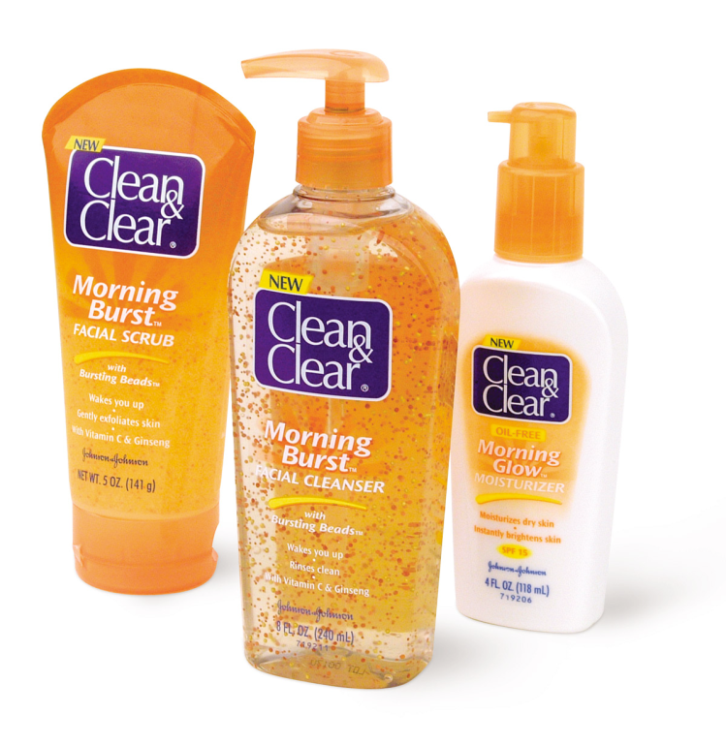 NEW
Clean
&
Clear®
Morning
Burst™
FACIAL SCRUB
with
Bursting Beads™
Wakes you up
Gently exfoliates skin
With Vitamin C & Ginseng
Johnson & Johnson
NET WT. 5 OZ. (141 g)
NEW
Clean
&
Clear®
Morning
Burst™
FACIAL CLEANSER
with
Bursting Beads™
Wakes you up
Rinses clean
With Vitamin C & Ginseng
Johnson & Johnson
8 FL. OZ. (240 mL)
NEW
Clean
&
Clear®
OIL-FREE
Morning
Glow™
MOISTURIZER
Moisturizes dry skin
Instantly brightens skin
SPF 15
Johnson & Johnson
4 FL. OZ. (118 mL)
719206